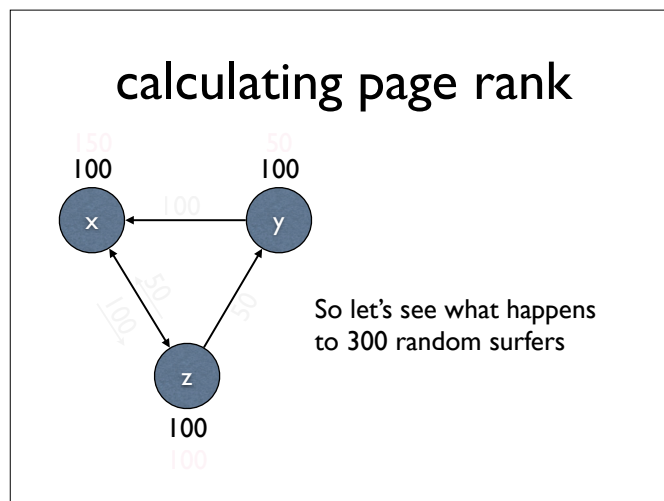 calculating page rank
150
50
100
100
x
100
y
50
100
50
So let's see what happens
to 300 random surfers
z
100
100